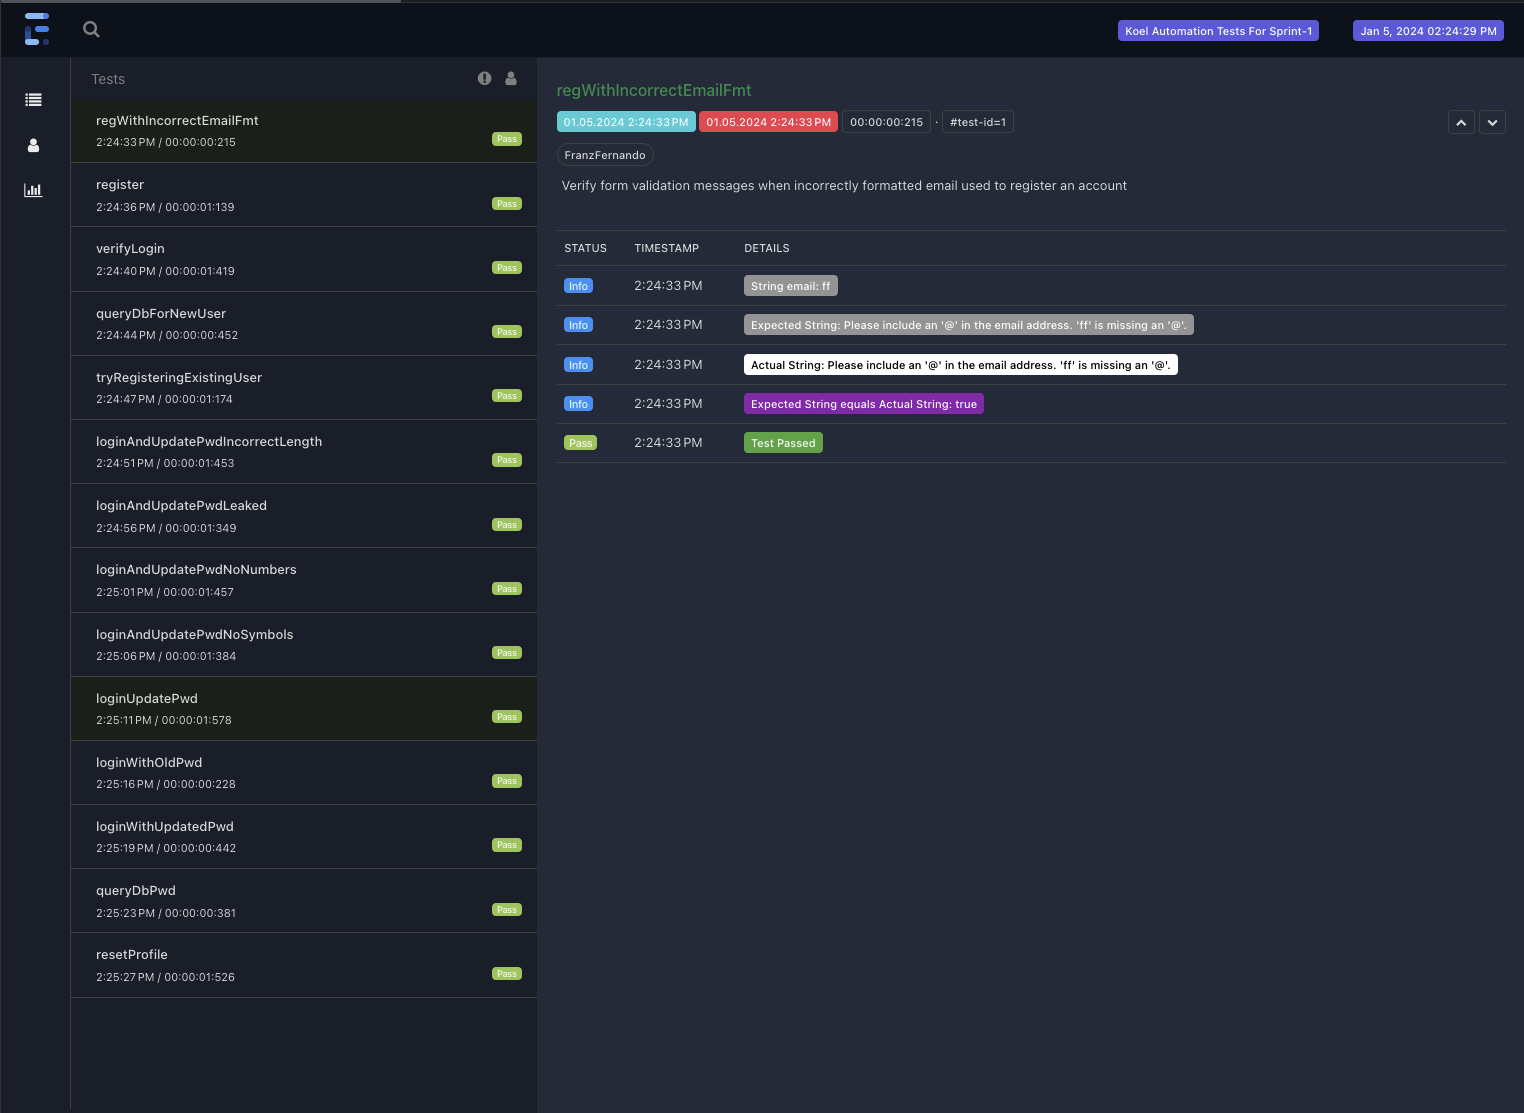 Koel Automation Tests For Sprint-1
Jan 5, 2024 02:24:29 PM
Tests
regWithIncorrectEmailFmt
2:24:33 PM / 00:00:00:215
Pass
register
2:24:36 PM / 00:00:01:139
Pass
verifyLogin
2:24:40 PM / 00:00:01:419
Pass
queryDbForNewUser
2:24:44 PM / 00:00:00:452
Pass
tryRegisteringExistingUser
2:24:47 PM / 00:00:01:174
Pass
loginAndUpdatePwdIncorrectLength
2:24:51 PM / 00:00:01:453
Pass
loginAndUpdatePwdLeaked
2:24:56 PM / 00:00:01:349
Pass
loginAndUpdatePwdNoNumbers
2:25:01 PM / 00:00:01:457
Pass
loginAndUpdatePwdNoSymbols
2:25:06 PM / 00:00:01:384
Pass
loginUpdatePwd
2:25:11 PM / 00:00:01:578
Pass
loginWithOldPwd
2:25:16 PM / 00:00:00:228
Pass
loginWithUpdatedPwd
2:25:19 PM / 00:00:00:442
Pass
queryDbPwd
2:25:23 PM / 00:00:00:381
Pass
resetProfile
2:25:27 PM / 00:00:01:526
Pass
regWithIncorrectEmailFmt
01.05.2024 2:24:33 PM 01.05.2024 2:24:33 PM 00:00:00:215 · #test-id=1
FranzFernando
Verify form validation messages when incorrectly formatted email used to register an account
STATUS TIMESTAMP DETAILS
Info 2:24:33 PM String email: ff
Info 2:24:33 PM Expected String: Please include an '@' in the email address. 'ff' is missing an '@'.
Info 2:24:33 PM Actual String: Please include an '@' in the email address. 'ff' is missing an '@'.
Info 2:24:33 PM Expected String equals Actual String: true
Pass 2:24:33 PM Test Passed